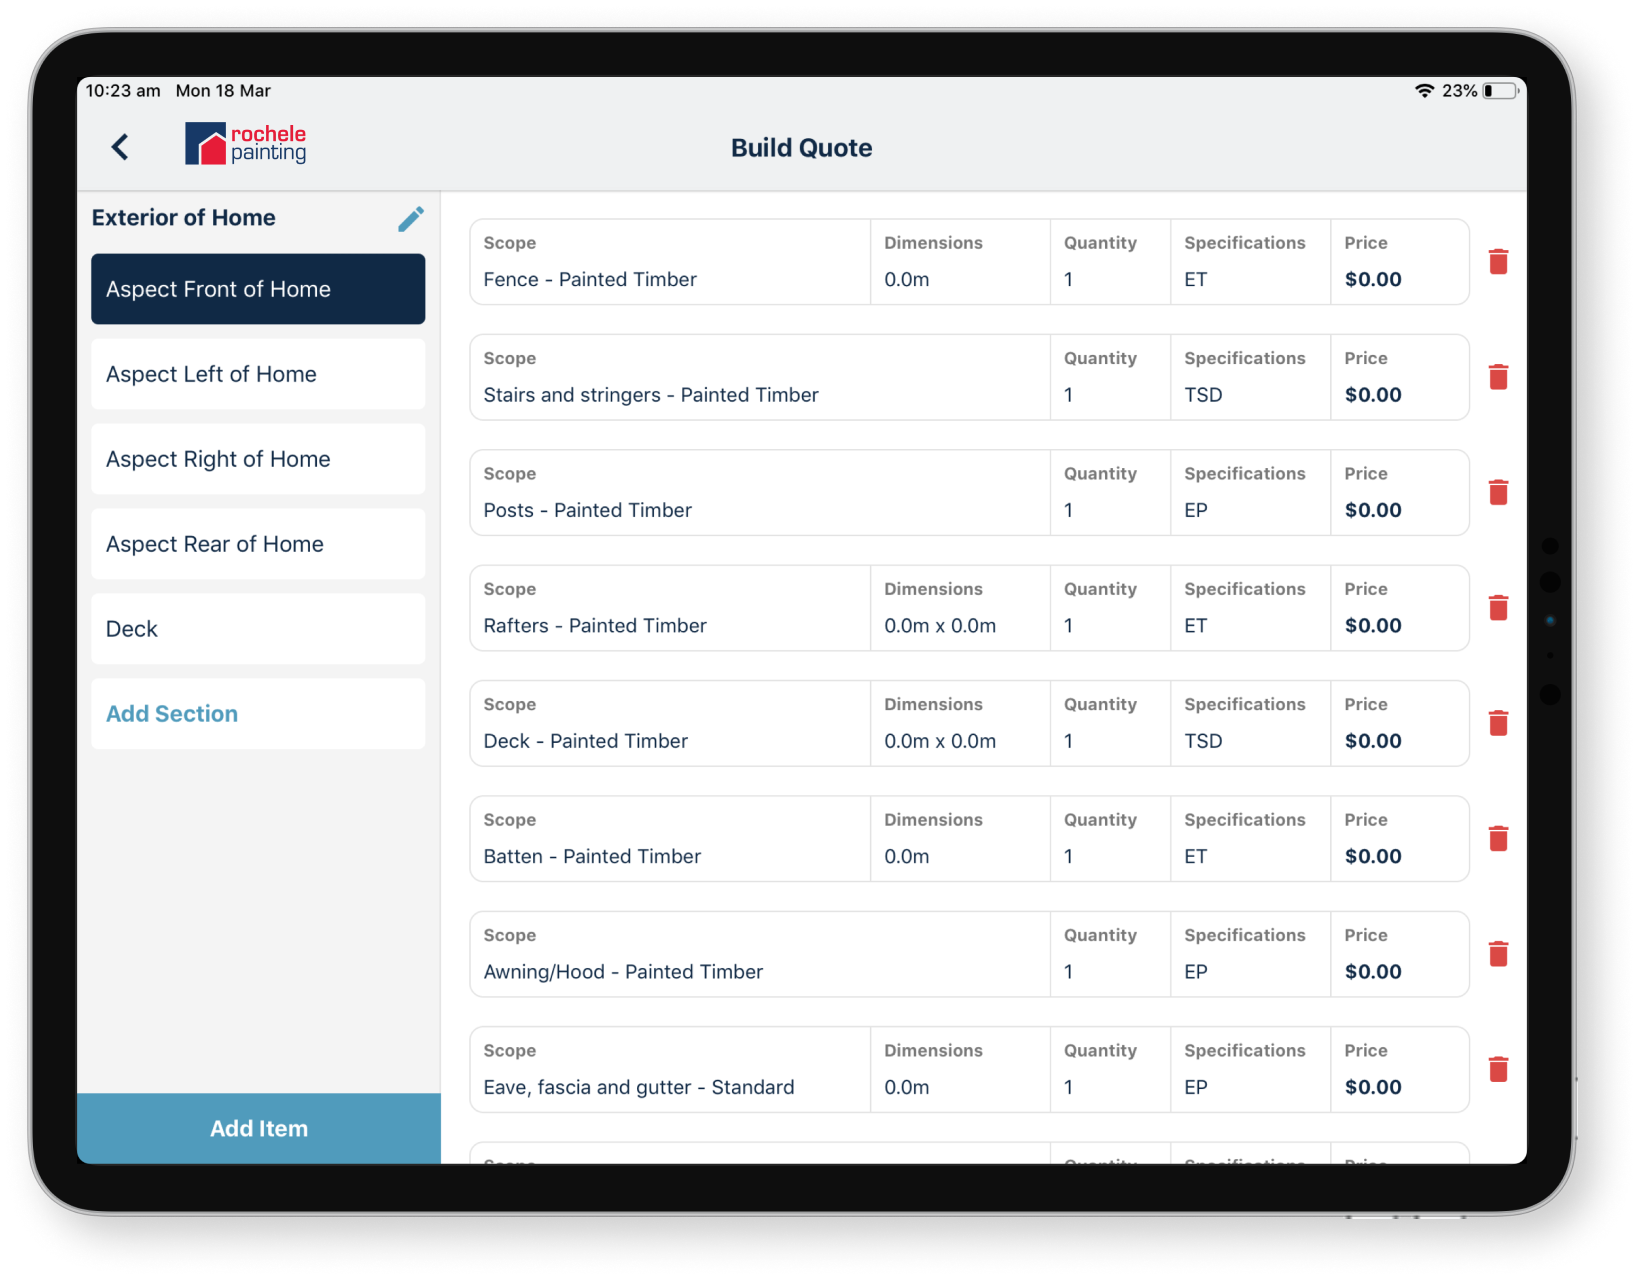 10:23 am Mon 18 Mar 23%
rochele
painting
Build Quote
Exterior of Home
Aspect Front of Home
Aspect Left of Home
Aspect Right of Home
Aspect Rear of Home
Deck
Add Section
Add Item
Scope Dimensions Quantity Specifications Price
Fence - Painted Timber 0.0m 1 ET $0.00
Scope Quantity Specifications Price
Stairs and stringers - Painted Timber 1 TSD $0.00
Scope Quantity Specifications Price
Posts - Painted Timber 1 EP $0.00
Scope Dimensions Quantity Specifications Price
Rafters - Painted Timber 0.0m x 0.0m 1 ET $0.00
Scope Dimensions Quantity Specifications Price
Deck - Painted Timber 0.0m x 0.0m 1 TSD $0.00
Scope Dimensions Quantity Specifications Price
Batten - Painted Timber 0.0m 1 ET $0.00
Scope Quantity Specifications Price
Awning/Hood - Painted Timber 1 EP $0.00
Scope Dimensions Quantity Specifications Price
Eave, fascia and gutter - Standard 0.0m 1 EP $0.00
Scope Quantity Specifications Price